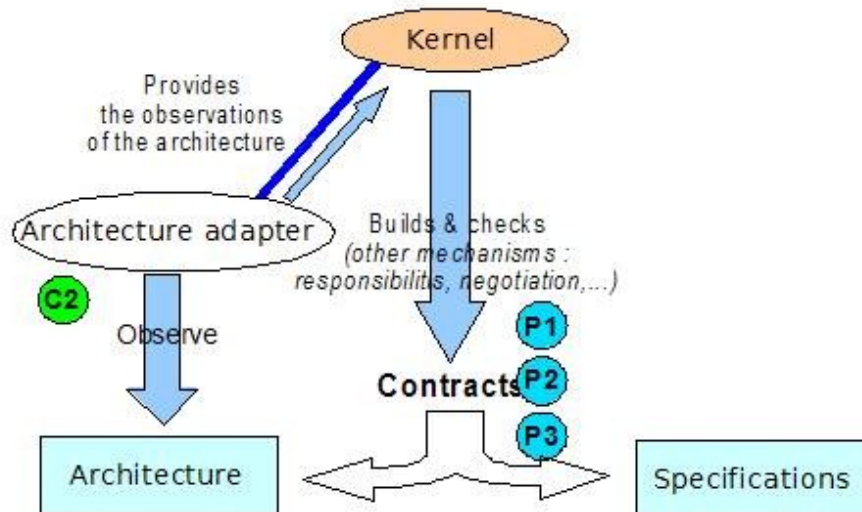 Kernel
Provides
the observations
of the architecture
Architecture adapter
Builds & checks
(other mechanisms :
responsibilitis, negotiation,...)
C2
Observe
P1
P2
Contracts
P3
Architecture
Specifications